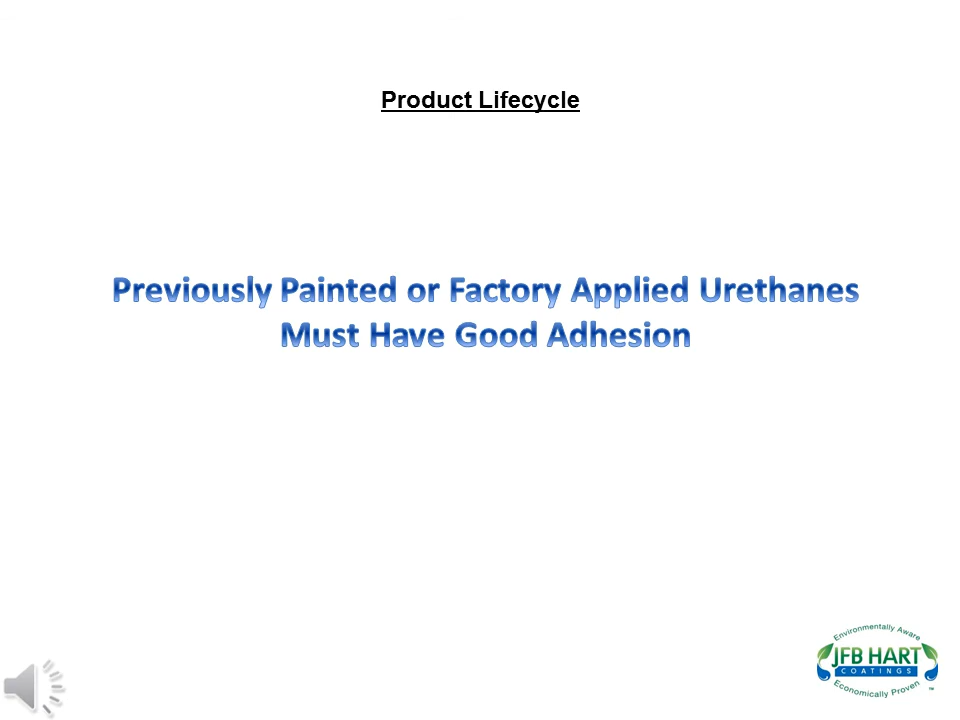 Product Lifecycle
Previously Painted or Factory Applied Urethanes
Must Have Good Adhesion
Environmentally Aware
JFB HART
COATINGS
Economically Proven
™